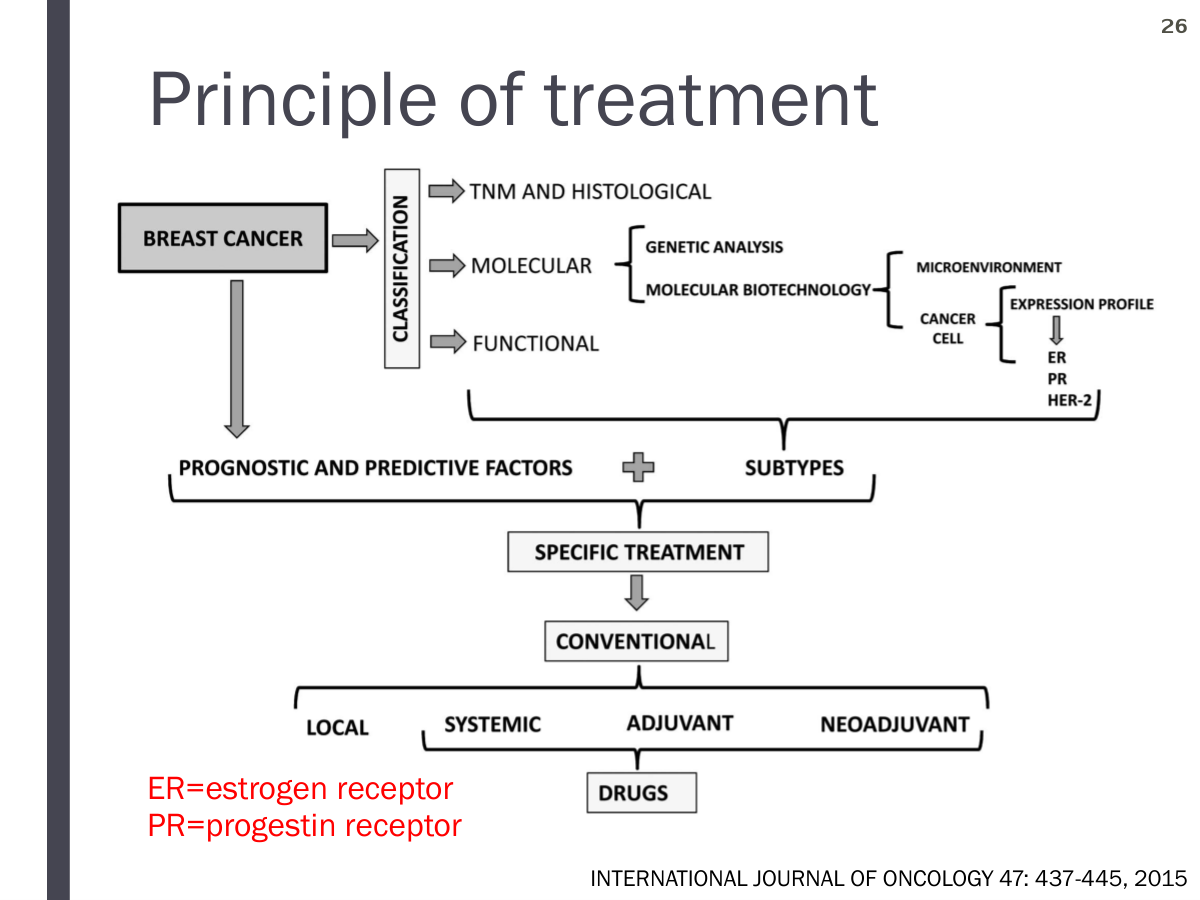 26
Principle of treatment
BREAST CANCER
CLASSIFICATION
TNM AND HISTOLOGICAL
MOLECULAR
FUNCTIONAL
GENETIC ANALYSIS
MOLECULAR BIOTECHNOLOGY
MICROENVIRONMENT
CANCER
CELL
EXPRESSION PROFILE
ER
PR
HER-2
PROGNOSTIC AND PREDICTIVE FACTORS
SUBTYPES
SPECIFIC TREATMENT
CONVENTIONAL
LOCAL
SYSTEMIC
ADJUVANT
NEOADJUVANT
DRUGS
ER=estrogen receptor
PR=progestin receptor
INTERNATIONAL JOURNAL OF ONCOLOGY 47: 437-445, 2015